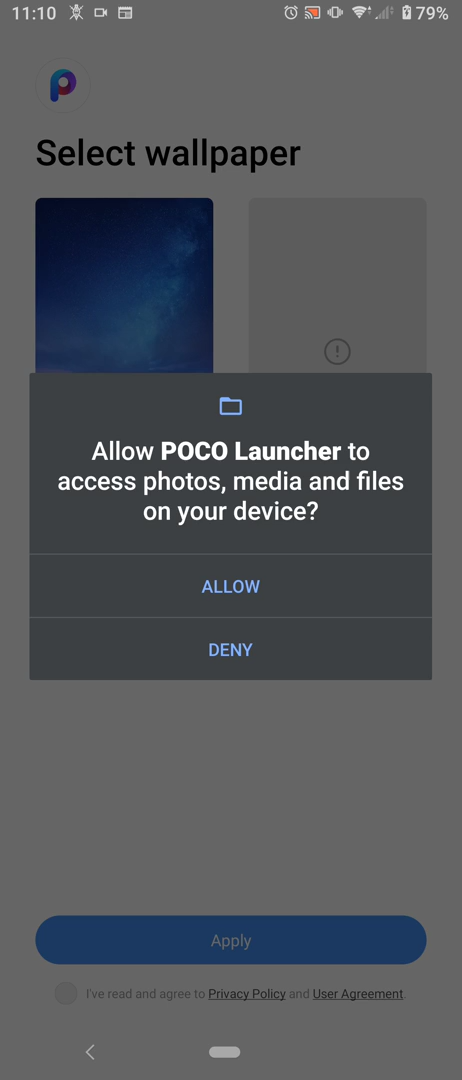 11:10 79%
Select wallpaper
Allow POCO Launcher to
access photos, media and files
on your device?
ALLOW
DENY
Apply
I've read and agree to Privacy Policy and User Agreement.